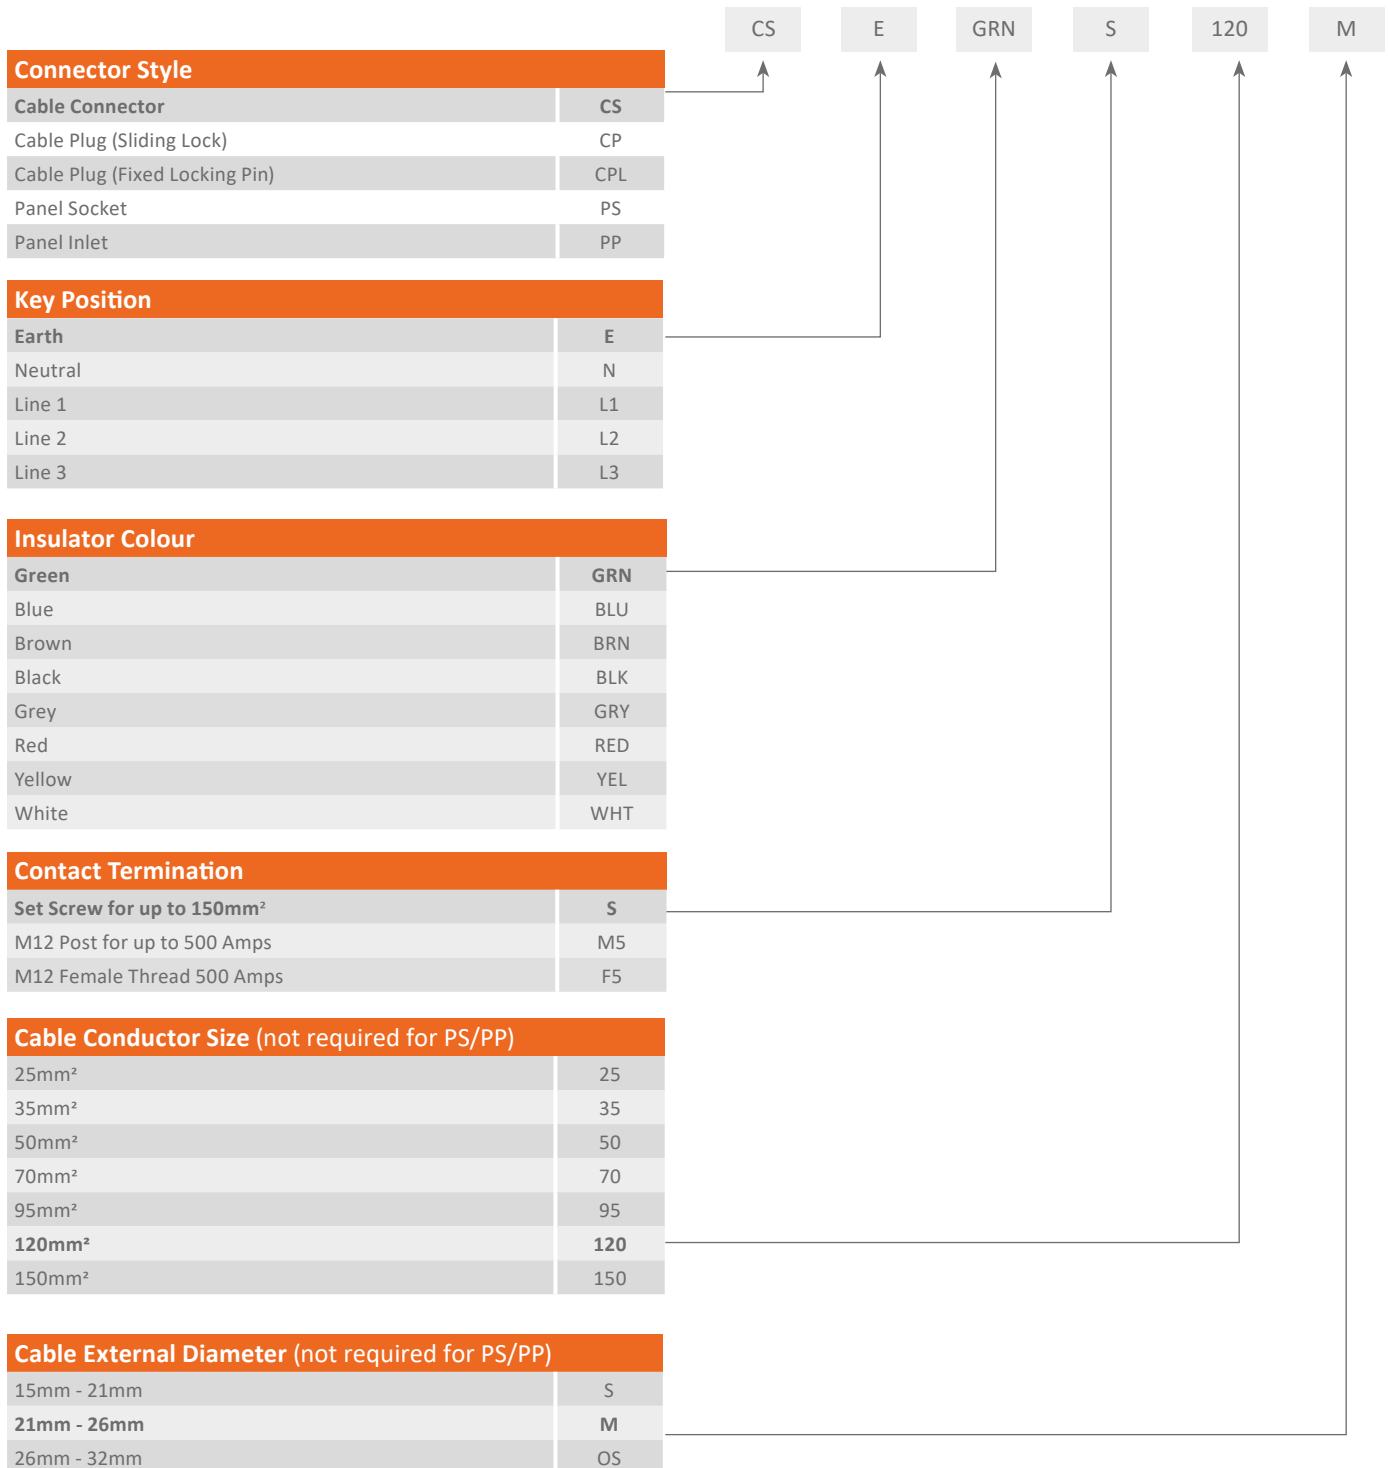 CS E GRN S 120 M
Connector Style
Cable Connector CS
Cable Plug (Sliding Lock) CP
Cable Plug (Fixed Locking Pin) CPL
Panel Socket PS
Panel Inlet PP
Key Position
Earth E
Neutral N
Line 1 L1
Line 2 L2
Line 3 L3
Insulator Colour
Green GRN
Blue BLU
Brown BRN
Black BLK
Grey GRY
Red RED
Yellow YEL
White WHT
Contact Termination
Set Screw for up to 150mm² S
M12 Post for up to 500 Amps M5
M12 Female Thread 500 Amps F5
Cable Conductor Size (not required for PS/PP)
25mm² 25
35mm² 35
50mm² 50
70mm² 70
95mm² 95
120mm² 120
150mm² 150
Cable External Diameter (not required for PS/PP)
15mm - 21mm S
21mm - 26mm M
26mm - 32mm OS